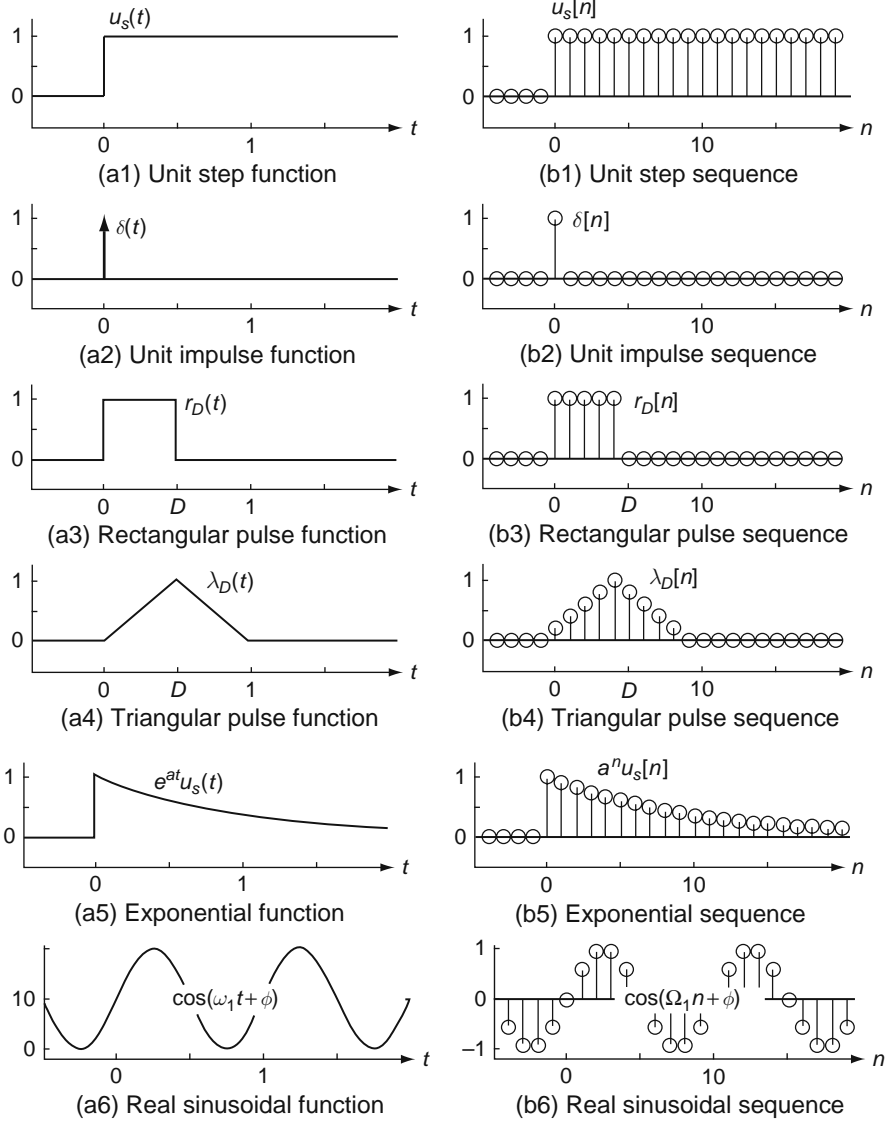 u_s(t)
1
0
0 1 t
(a1) Unit step function
u_s[n]
1
0
0 10 n
(b1) Unit step sequence
1
δ(t)
0
0 1 t
(a2) Unit impulse function
1
δ[n]
0
0 10 n
(b2) Unit impulse sequence
1
r_D(t)
0
0 D 1 t
(a3) Rectangular pulse function
1
r_D[n]
0
0 D 10 n
(b3) Rectangular pulse sequence
1
λ_D(t)
0
0 D 1 t
(a4) Triangular pulse function
1
λ_D[n]
0
0 D 10 n
(b4) Triangular pulse sequence
1
e^{at}u_s(t)
0
0 1 t
(a5) Exponential function
1
a^n u_s[n]
0
0 10 n
(b5) Exponential sequence
10
cos(ω₁t+ϕ)
0
0 1 t
(a6) Real sinusoidal function
1
0
cos(Ω₁n+ϕ)
−1
0 10 n
(b6) Real sinusoidal sequence